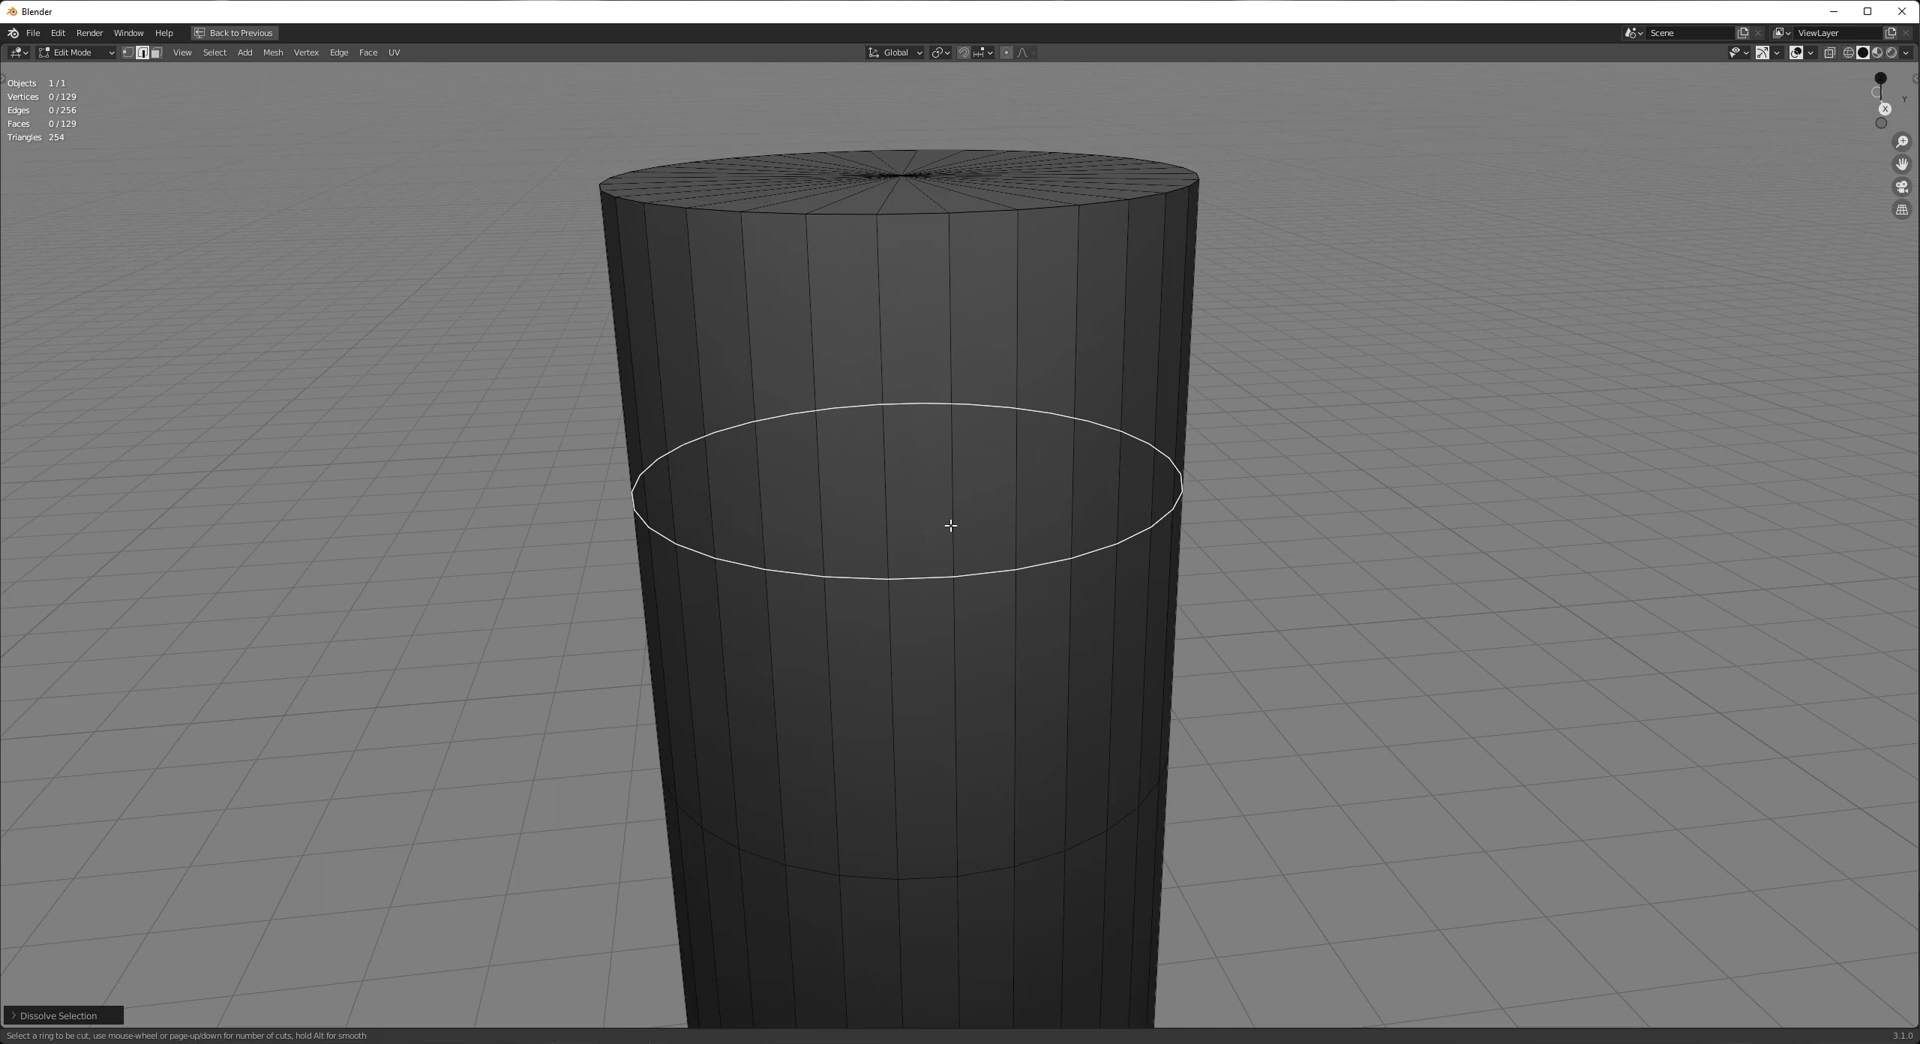 Blender
File Edit Render Window Help Back to Previous Scene ViewLayer
Edit Mode View Select Add Mesh Vertex Edge Face UV Global
Objects 1 / 1
Vertices 0 / 129
Edges 0 / 256
Faces 0 / 129
Triangles 254
Y
X
Dissolve Selection
Select a ring to be cut, use mouse-wheel or page-up/down for number of cuts, hold Alt for smooth 3.1.0